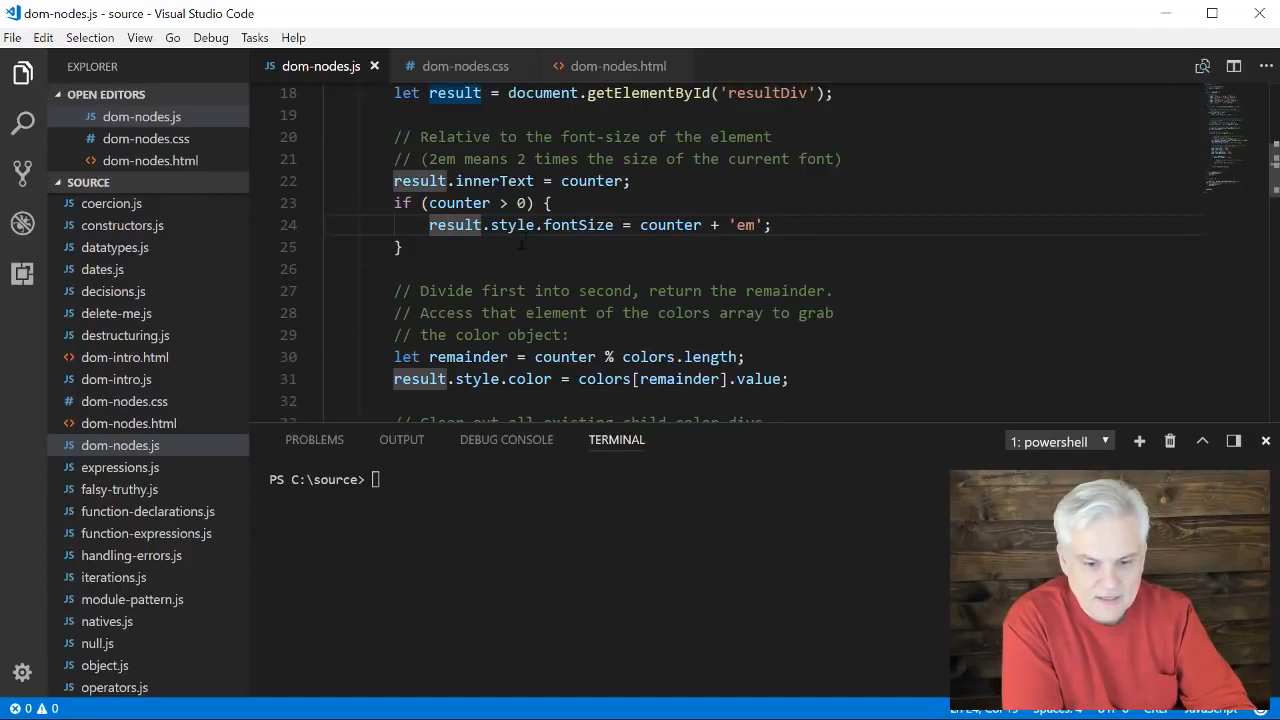 dom-nodes.js - source - Visual Studio Code
File Edit Selection View Go Debug Tasks Help
EXPLORER
OPEN EDITORS
dom-nodes.js
dom-nodes.css
dom-nodes.html
SOURCE
coercion.js
constructors.js
datatypes.js
dates.js
decisions.js
delete-me.js
destructuring.js
dom-intro.html
dom-intro.js
dom-nodes.css
dom-nodes.html
dom-nodes.js
expressions.js
falsy-truthy.js
function-declarations.js
function-expressions.js
handling-errors.js
iterations.js
module-pattern.js
natives.js
null.js
object.js
operators.js
dom-nodes.js dom-nodes.css dom-nodes.html
18 let result = document.getElementById('resultDiv');
19
20 // Relative to the font-size of the element
21 // (2em means 2 times the size of the current font)
22 result.innerText = counter;
23 if (counter > 0) {
24 result.style.fontSize = counter + 'em';
25 }
26
27 // Divide first into second, return the remainder.
28 // Access that element of the colors array to grab
29 // the color object:
30 let remainder = counter % colors.length;
31 result.style.color = colors[remainder].value;
32
PROBLEMS OUTPUT DEBUG CONSOLE TERMINAL 1: powershell
PS C:\source>
0 0